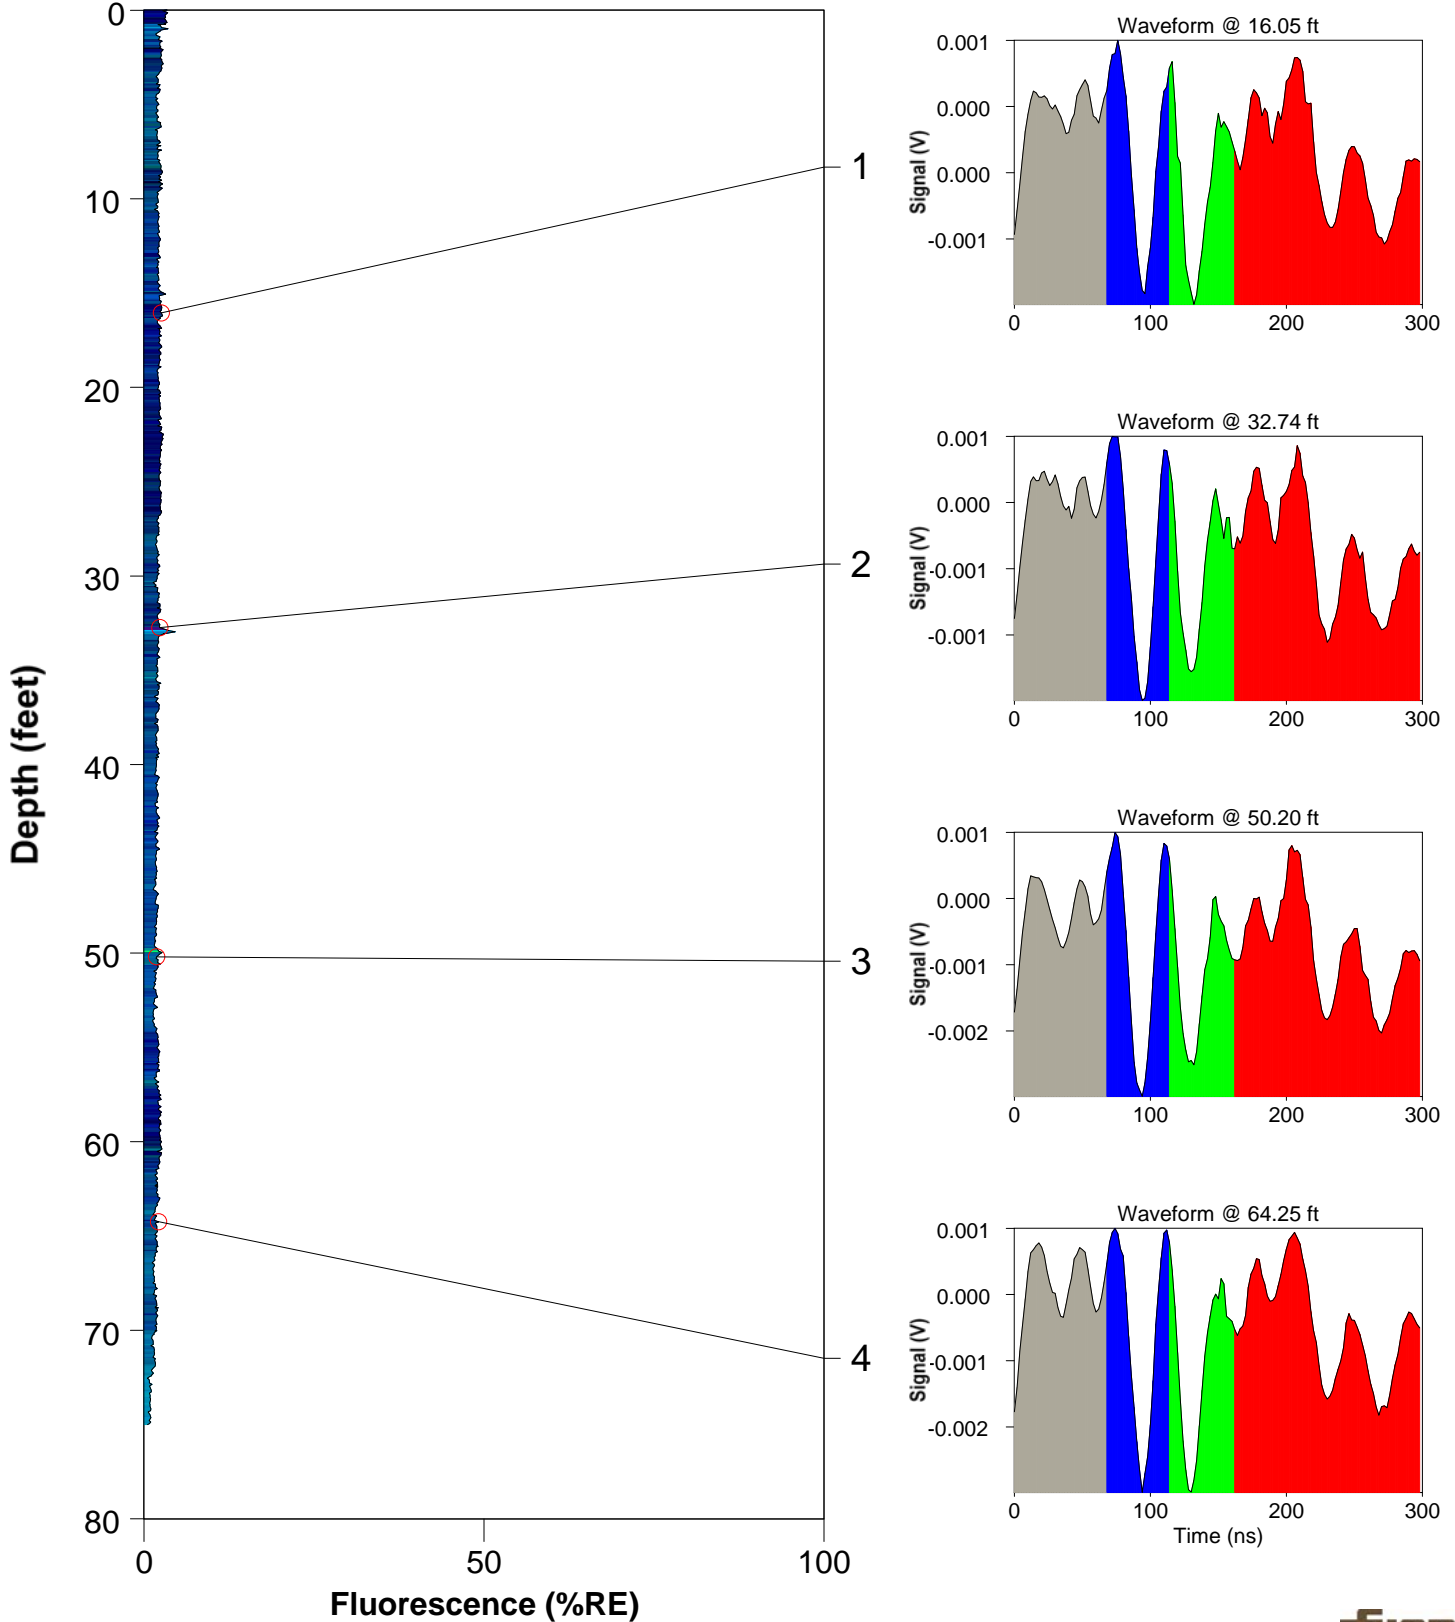 Depth (feet)
0
10
20
30
40
50
60
70
80
0 50 100
Fluorescence (%RE)
1
2
3
4
Waveform @ 16.05 ft
Signal (V)
0.001
0.000
0.000
-0.001
0 100 200 300
Waveform @ 32.74 ft
Signal (V)
0.001
0.000
-0.001
-0.001
0 100 200 300
Waveform @ 50.20 ft
Signal (V)
0.001
0.000
-0.001
-0.002
0 100 200 300
Waveform @ 64.25 ft
Signal (V)
0.001
0.000
-0.001
-0.002
0 100 200 300
Time (ns)